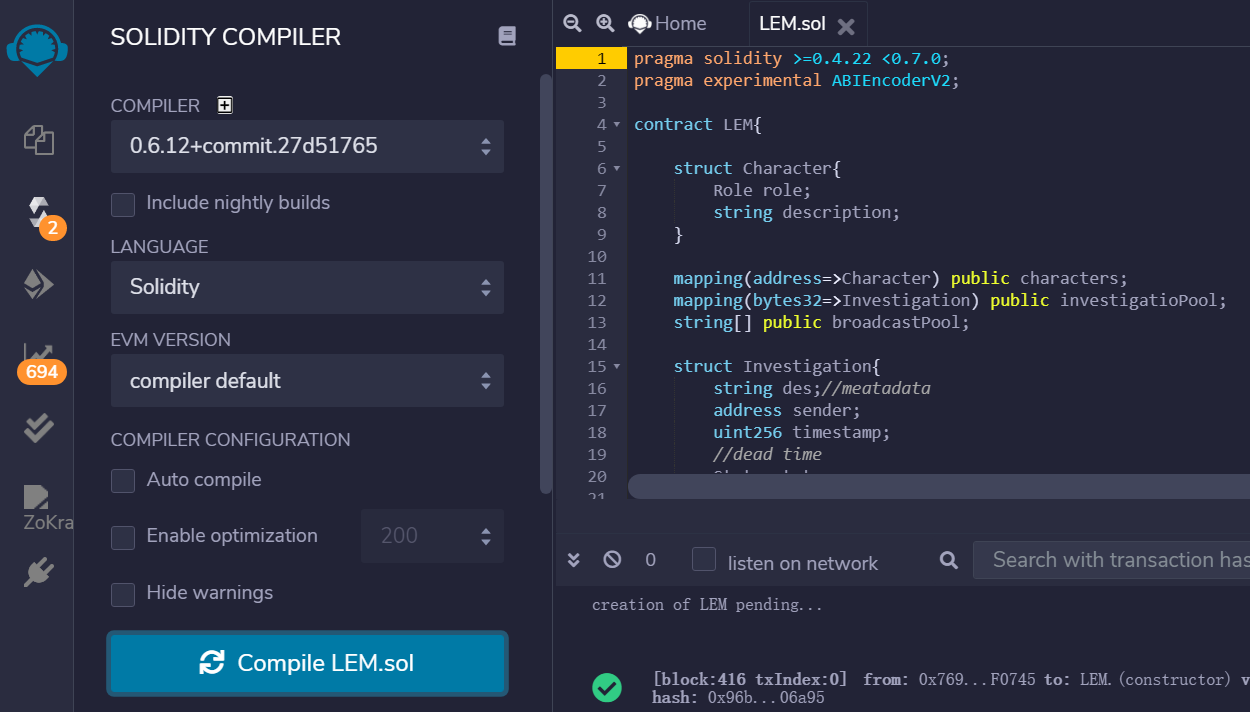 SOLIDITY COMPILER
COMPILER
0.6.12+commit.27d51765
Include nightly builds
LANGUAGE
Solidity
EVM VERSION
compiler default
COMPILER CONFIGURATION
Auto compile
Enable optimization 200
Hide warnings
Compile LEM.sol
2
694
ZoKra
Home LEM.sol
1 pragma solidity >=0.4.22 <0.7.0;
2 pragma experimental ABIEncoderV2;
3
4 contract LEM{
5
6 struct Character{
7 Role role;
8 string description;
9 }
10
11 mapping(address=>Character) public characters;
12 mapping(bytes32=>Investigation) public investigatioPool;
13 string[] public broadcastPool;
14
15 struct Investigation{
16 string des;//meatadata
17 address sender;
18 uint256 timestamp;
19 //dead time
20
21
0 listen on network Search with transaction has
creation of LEM pending...
[block:416 txIndex:0] from: 0x769...F0745 to: LEM.(constructor) v
hash: 0x96b...06a95